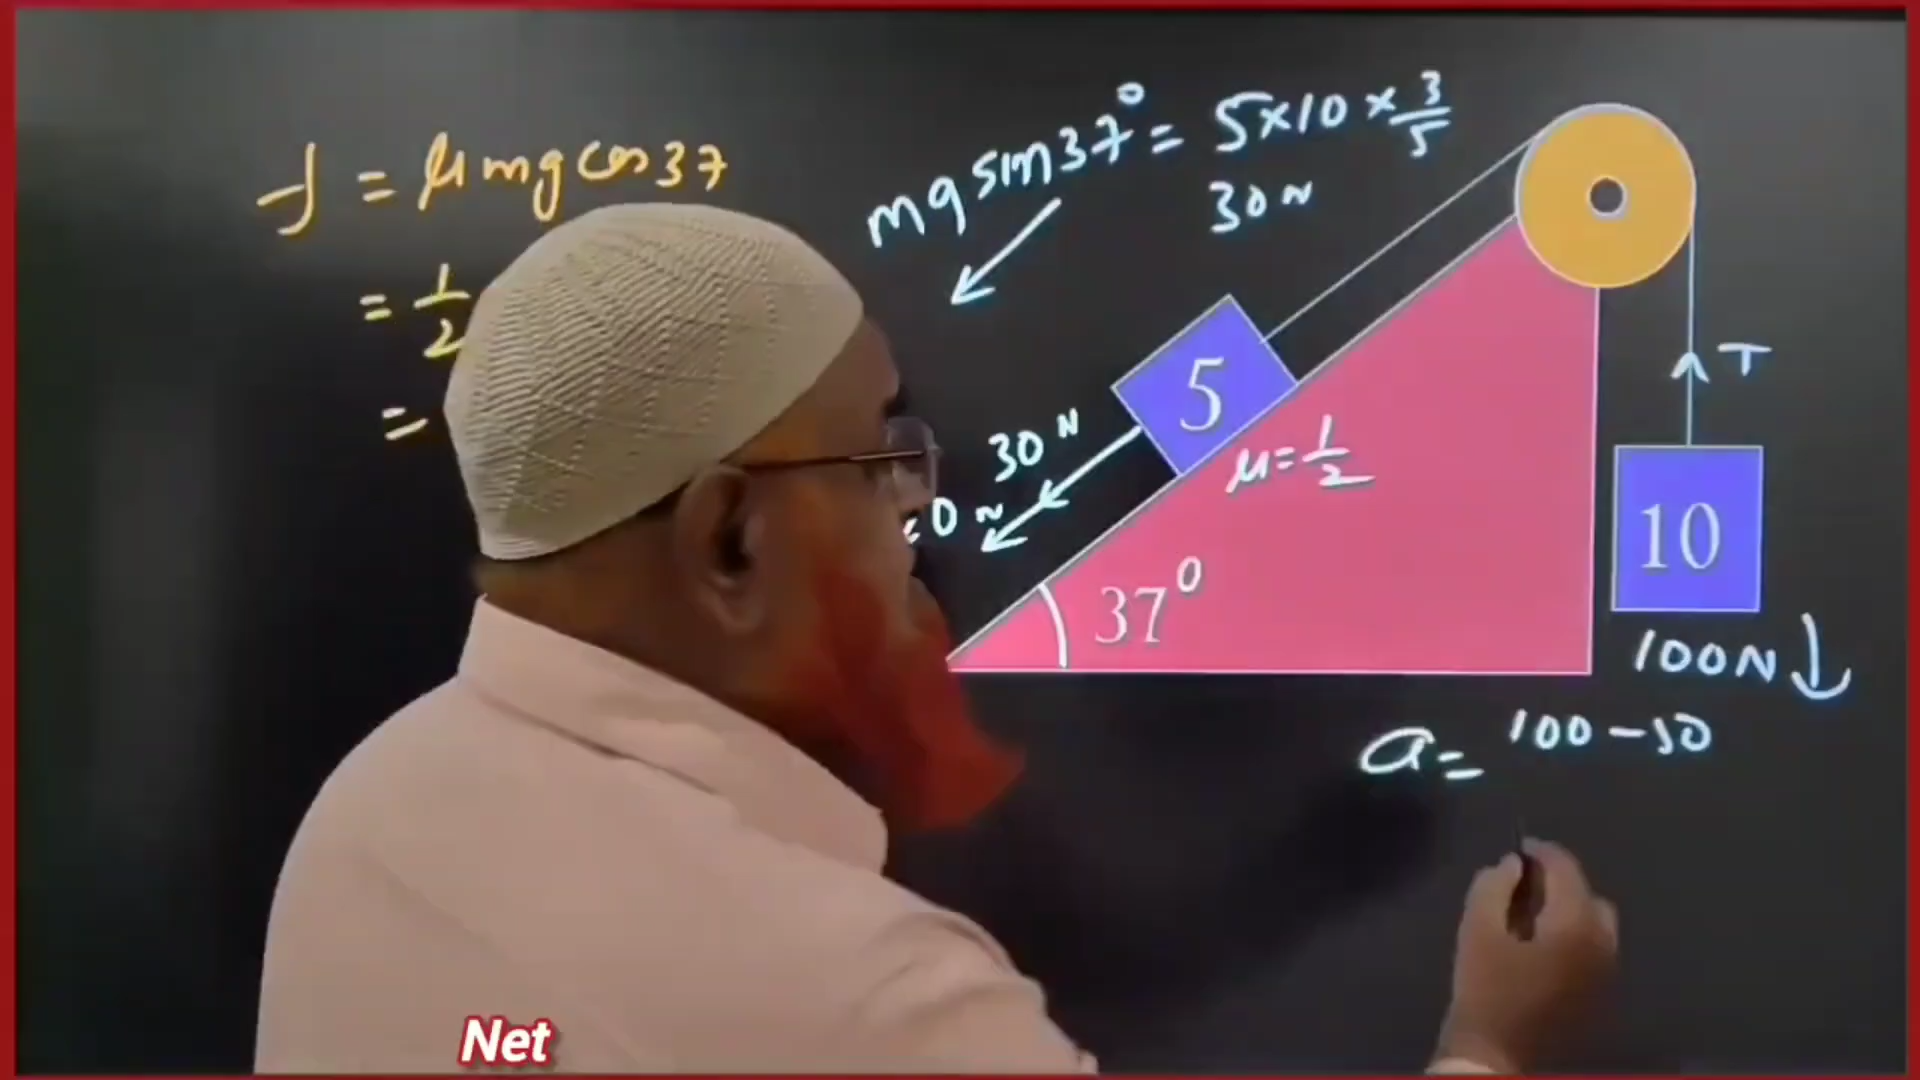 f = μmg cos37
= 1/2
=
mg sin37° = 5×10×3/5
30N
5
30N
0 N
μ=1/2
37°
T
10
100N
a = 100-50
Net